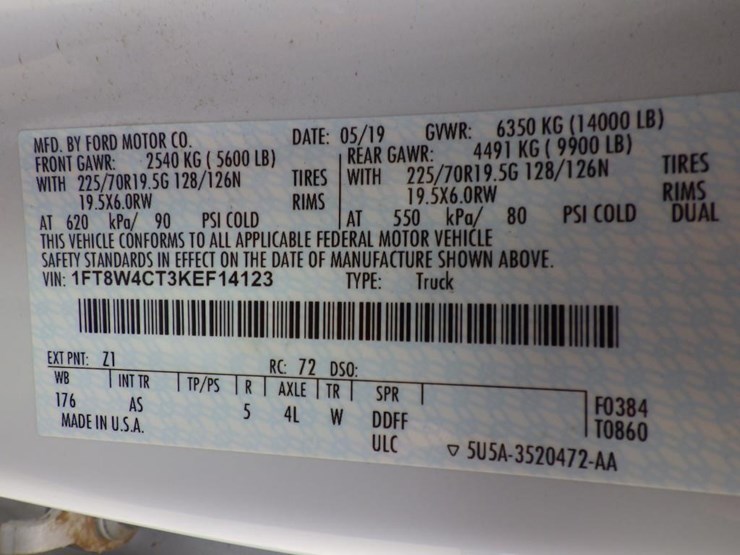 MFD. BY FORD MOTOR CO. DATE: 05/19 GVWR: 6350 KG (14000 LB)
FRONT GAWR: 2540 KG ( 5600 LB) REAR GAWR: 4491 KG ( 9900 LB)
WITH 225/70R19.5G 128/126N TIRES WITH 225/70R19.5G 128/126N TIRES
19.5X6.0RW RIMS 19.5X6.0RW RIMS
AT 620 kPa/ 90 PSI COLD AT 550 kPa/ 80 PSI COLD DUAL
THIS VEHICLE CONFORMS TO ALL APPLICABLE FEDERAL MOTOR VEHICLE
SAFETY STANDARDS IN EFFECT ON THE DATE OF MANUFACTURE SHOWN ABOVE.
VIN: 1FT8W4CT3KEF14123 TYPE: Truck
EXT PNT: Z1 RC: 72 DSO:
WB INT TR TP/PS R AXLE TR SPR
176 AS 5 4L W DDFF F0384
MADE IN U.S.A. ULC T0860
▽ 5U5A-3520472-AA